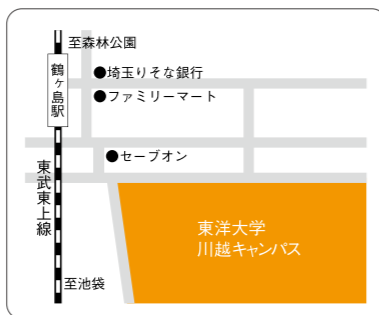 至森林公園
鶴ヶ島駅
●埼玉りそな銀行
●ファミリーマート
●セーブオン
東武東上線
東洋大学
川越キャンパス
至池袋